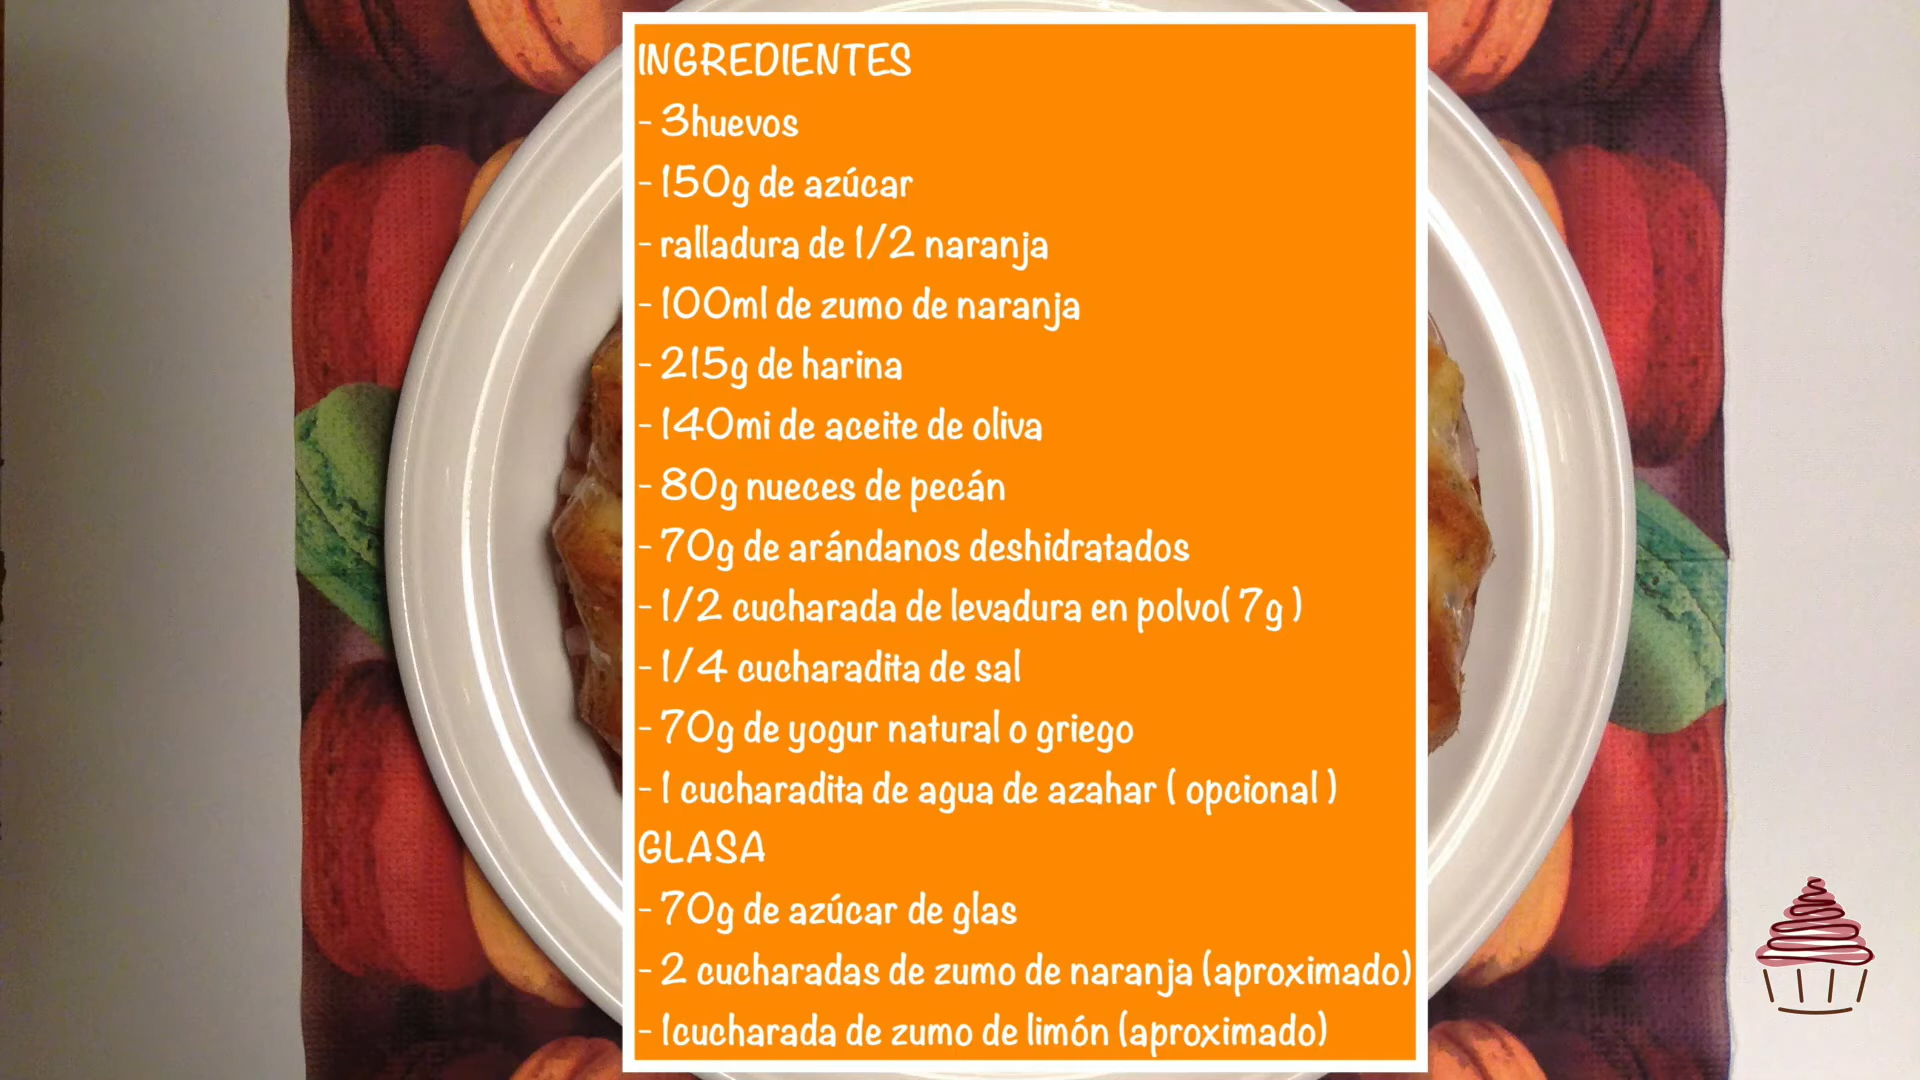 INGREDIENTES
- 3huevos
- 150g de azúcar
- ralladura de 1/2 naranja
- 100ml de zumo de naranja
- 215g de harina
- 140mi de aceite de oliva
- 80g nueces de pecán
- 70g de arándanos deshidratados
- 1/2 cucharada de levadura en polvo( 7g )
- 1/4 cucharadita de sal
- 70g de yogur natural o griego
- 1 cucharadita de agua de azahar ( opcional )
GLASA
- 70g de azúcar de glas
- 2 cucharadas de zumo de naranja (aproximado)
- 1cucharada de zumo de limón (aproximado)